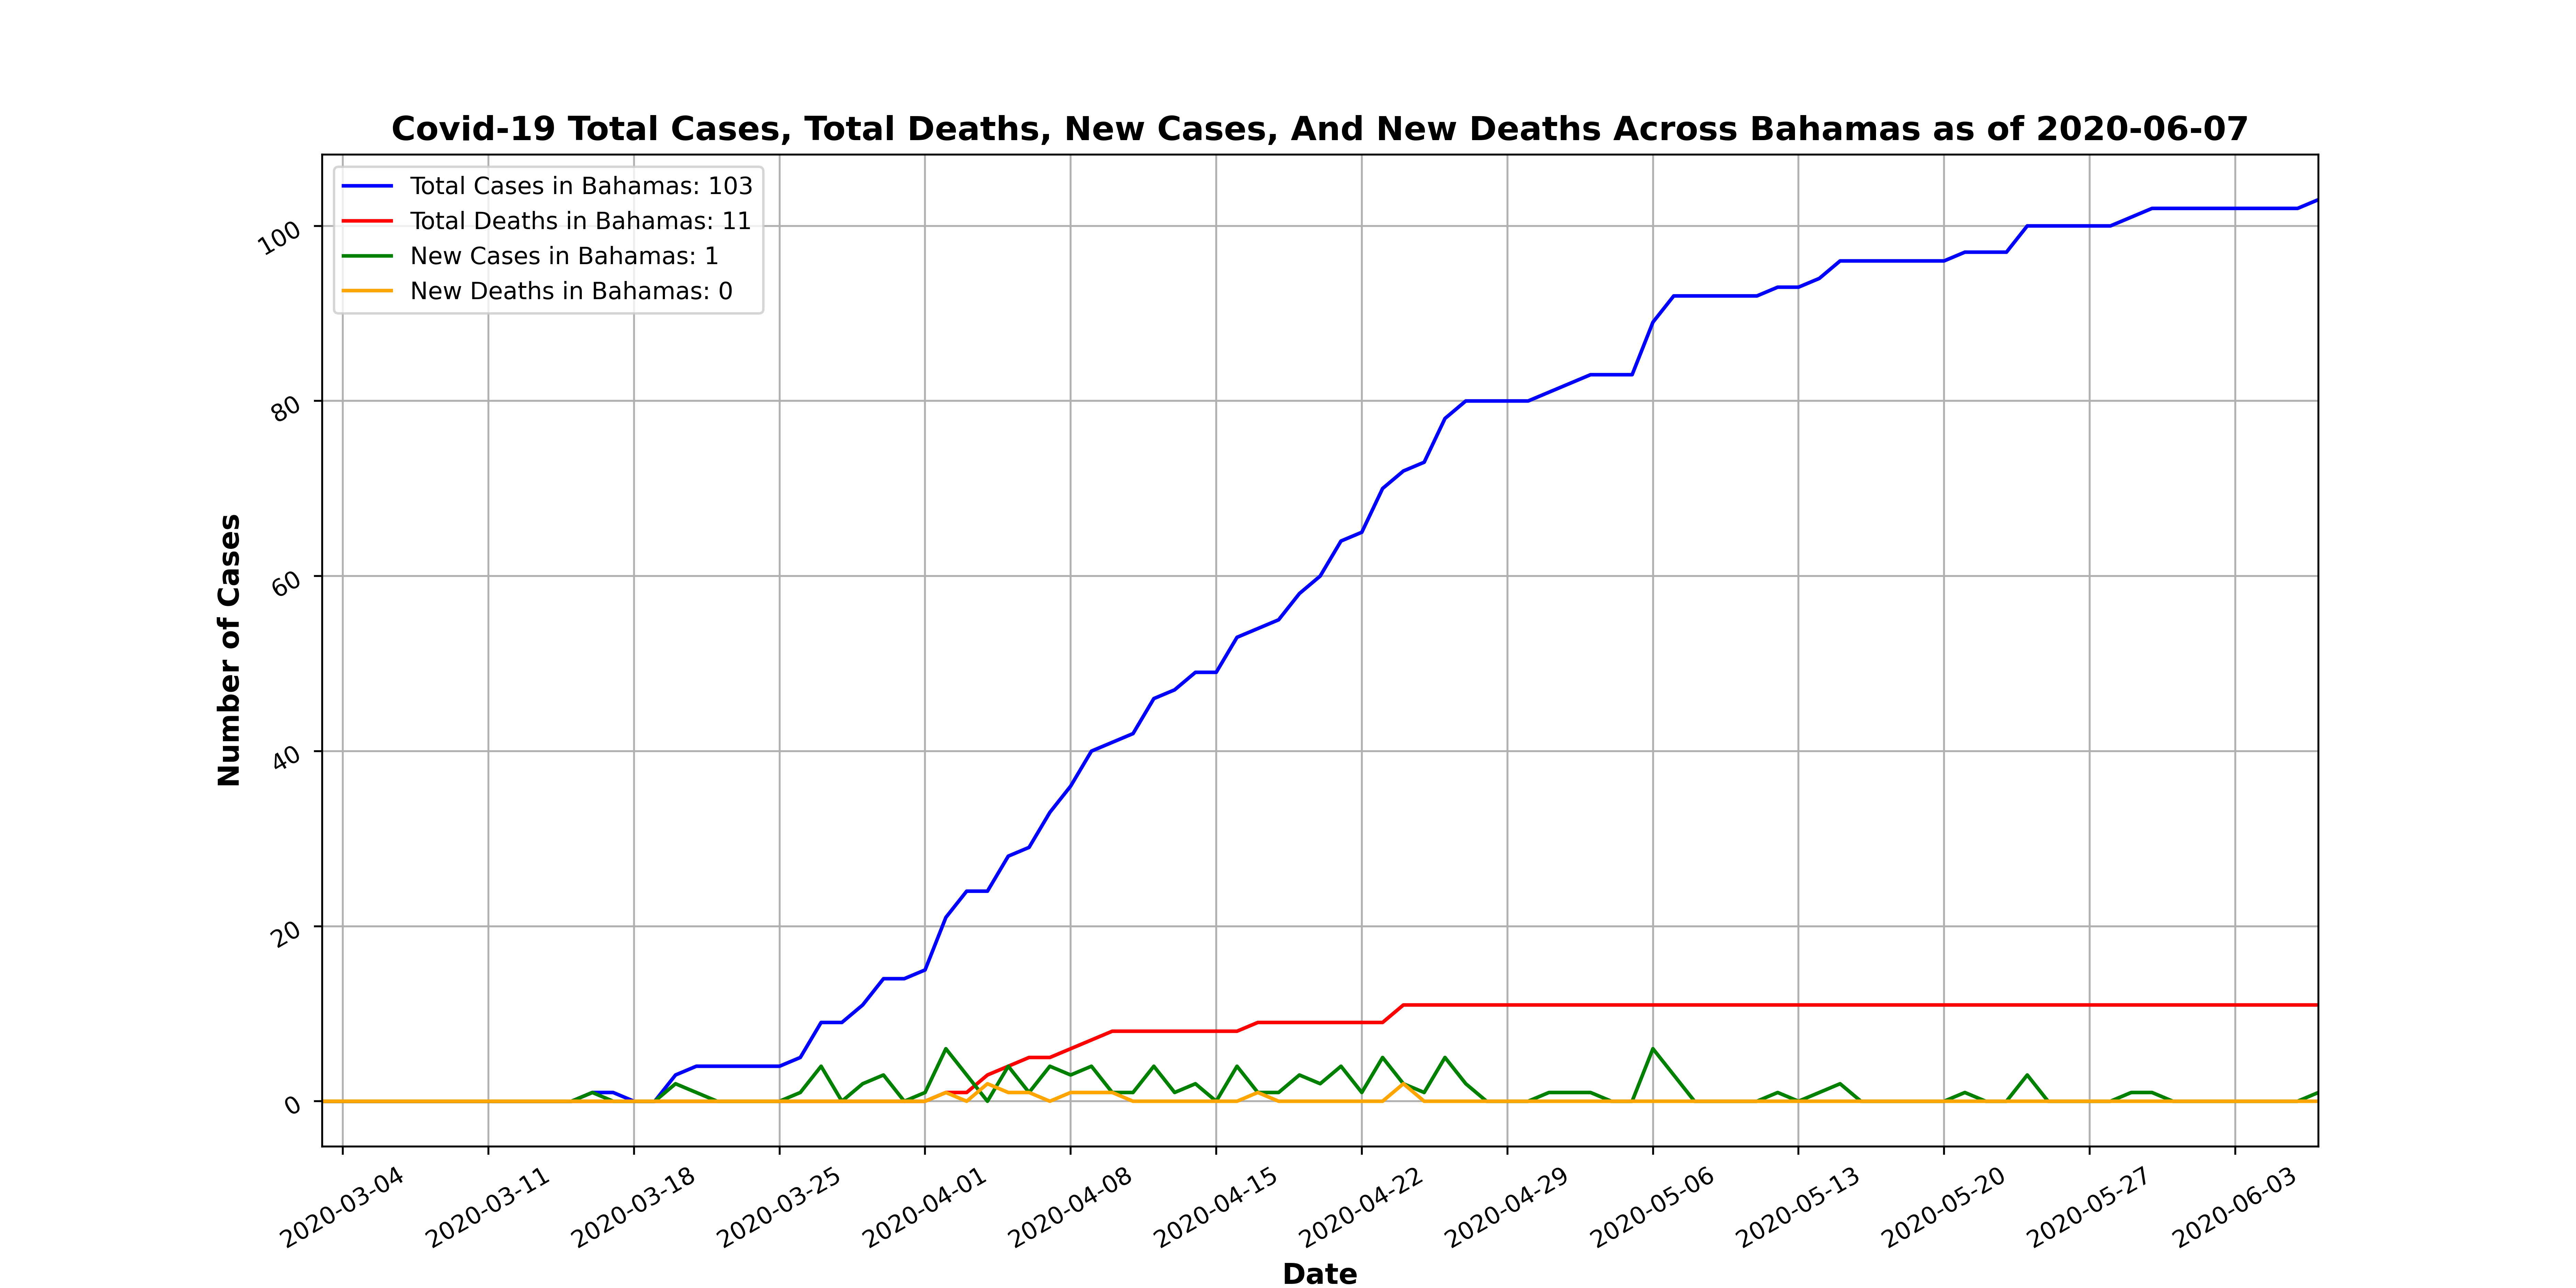 Covid-19 Total Cases, Total Deaths, New Cases, And New Deaths Across Bahamas as of 2020-06-07
Total Cases in Bahamas: 103
Total Deaths in Bahamas: 11
New Cases in Bahamas: 1
New Deaths in Bahamas: 0
Number of Cases
100
80
60
40
20
0
2020-03-04
2020-03-11
2020-03-18
2020-03-25
2020-04-01
2020-04-08
2020-04-15
2020-04-22
2020-04-29
2020-05-06
2020-05-13
2020-05-20
2020-05-27
2020-06-03
Date